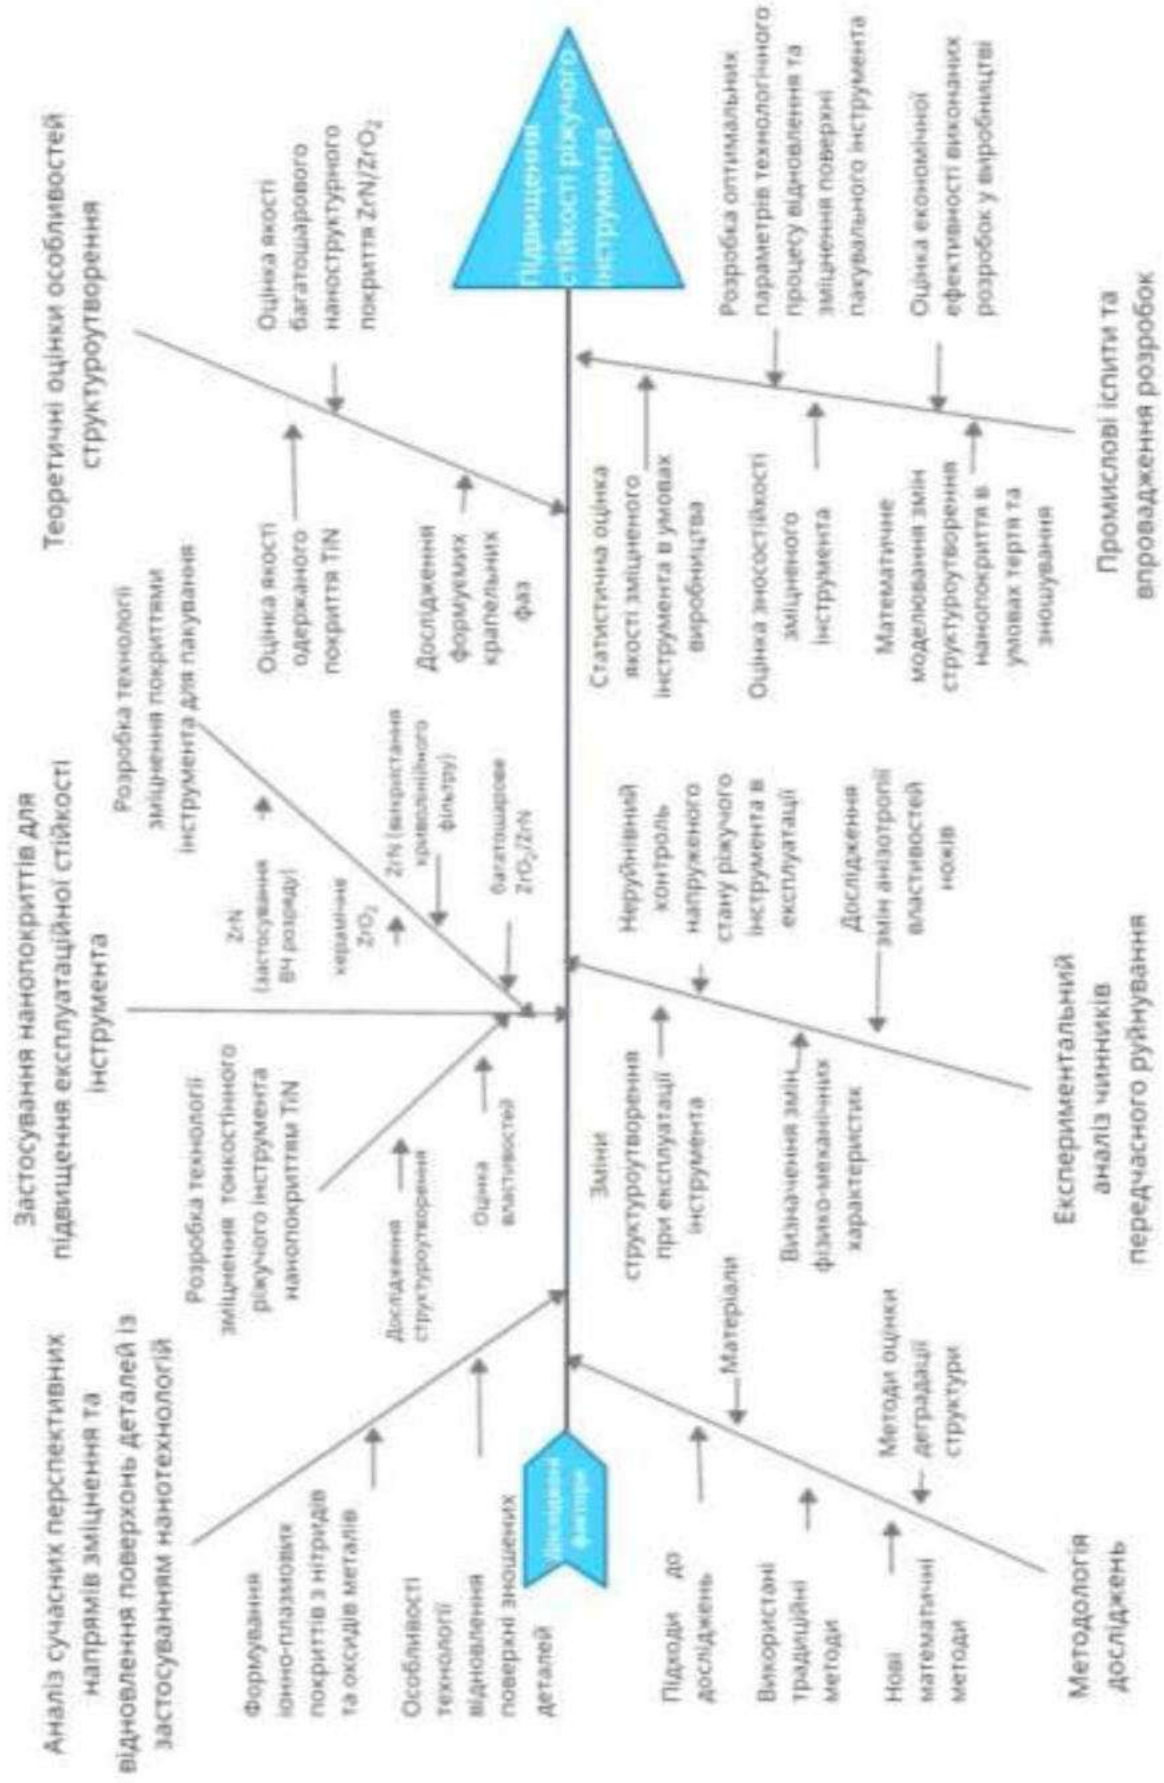 Аналіз сучасних перспективних
напрямів зміцнення та
відновлення поверхонь деталей із
застосуванням нанотехнологій
Застосування нанопокриттів для
підвищення експлуатаційної стійкості
інструмента
Теоретичні оцінки особливостей
структуроутворення
Формування
іонно-плазмових
покриттів з нітридів
та оксидів металів
Особливості
технології
відновлення
поверхні зношених
деталей
Розробка технології
зміцнення тонкостінного
ріжучого інструмента
нанопокриттям TiN
Дослідження
структуроутворення
Оцінка
властивостей
Розробка технології
зміцнення покриттями
інструмента для пакування
ZrN
(застосування
ВЧ розряду)
керамічне
ZrO₂
ZrN (використання
криволінійного
фільтру)
багатошарове
ZrO₂/ZrN
Оцінка якості
одержаного
покриття TiN
Дослідження
формуємих
крапельних
фаз
Оцінка якості
багатошарового
наноструктурного
покриття ZrN/ZrO₂
Досліджені
фактори
підвищення
стійкості ріжучого
інструмента
Підходи до
досліджень
Використані
традиційні
методи
Нові
математичні
методи
Матеріали
Методи оцінки
деградації
структури
Методологія
досліджень
Зміни
структуроутворення
при експлуатації
інструмента
Визначення змін
фізико-механічних
характеристик
Неруйнівний
контроль
напруженого
стану ріжучого
інструмента в
експлуатації
Дослідження
змін анізотропії
властивостей
ножів
Експериментальний
аналіз чинників
передчасного руйнування
Статистична оцінка
якості зміцненого
інструмента в умовах
виробництва
Оцінка зносостійкості
зміцненого
інструмента
Математичне
моделювання змін
структуроутворення
нанопокриття в
умовах тертя та
зношування
Розробка оптимальних
параметрів технологічного
процесу відновлення та
зміцнення поверхні
пакувального інструмента
Оцінка економічної
ефективності виконаних
розробок у виробництві
Промислові іспити та
впровадження розробок